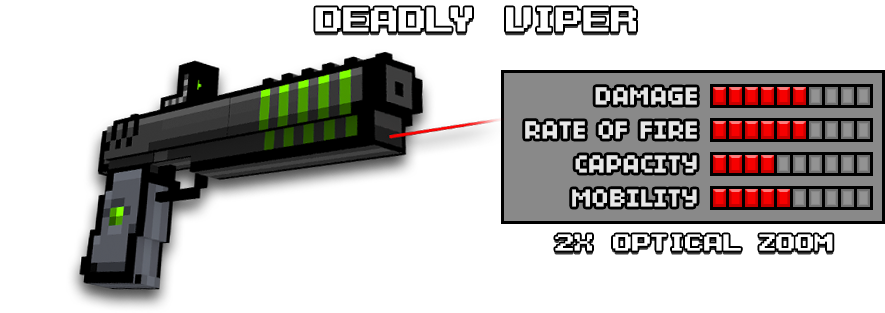 DEADLY VIPER
DAMAGE
RATE OF FIRE
CAPACITY
MOBILITY
2X OPTICAL ZOOM